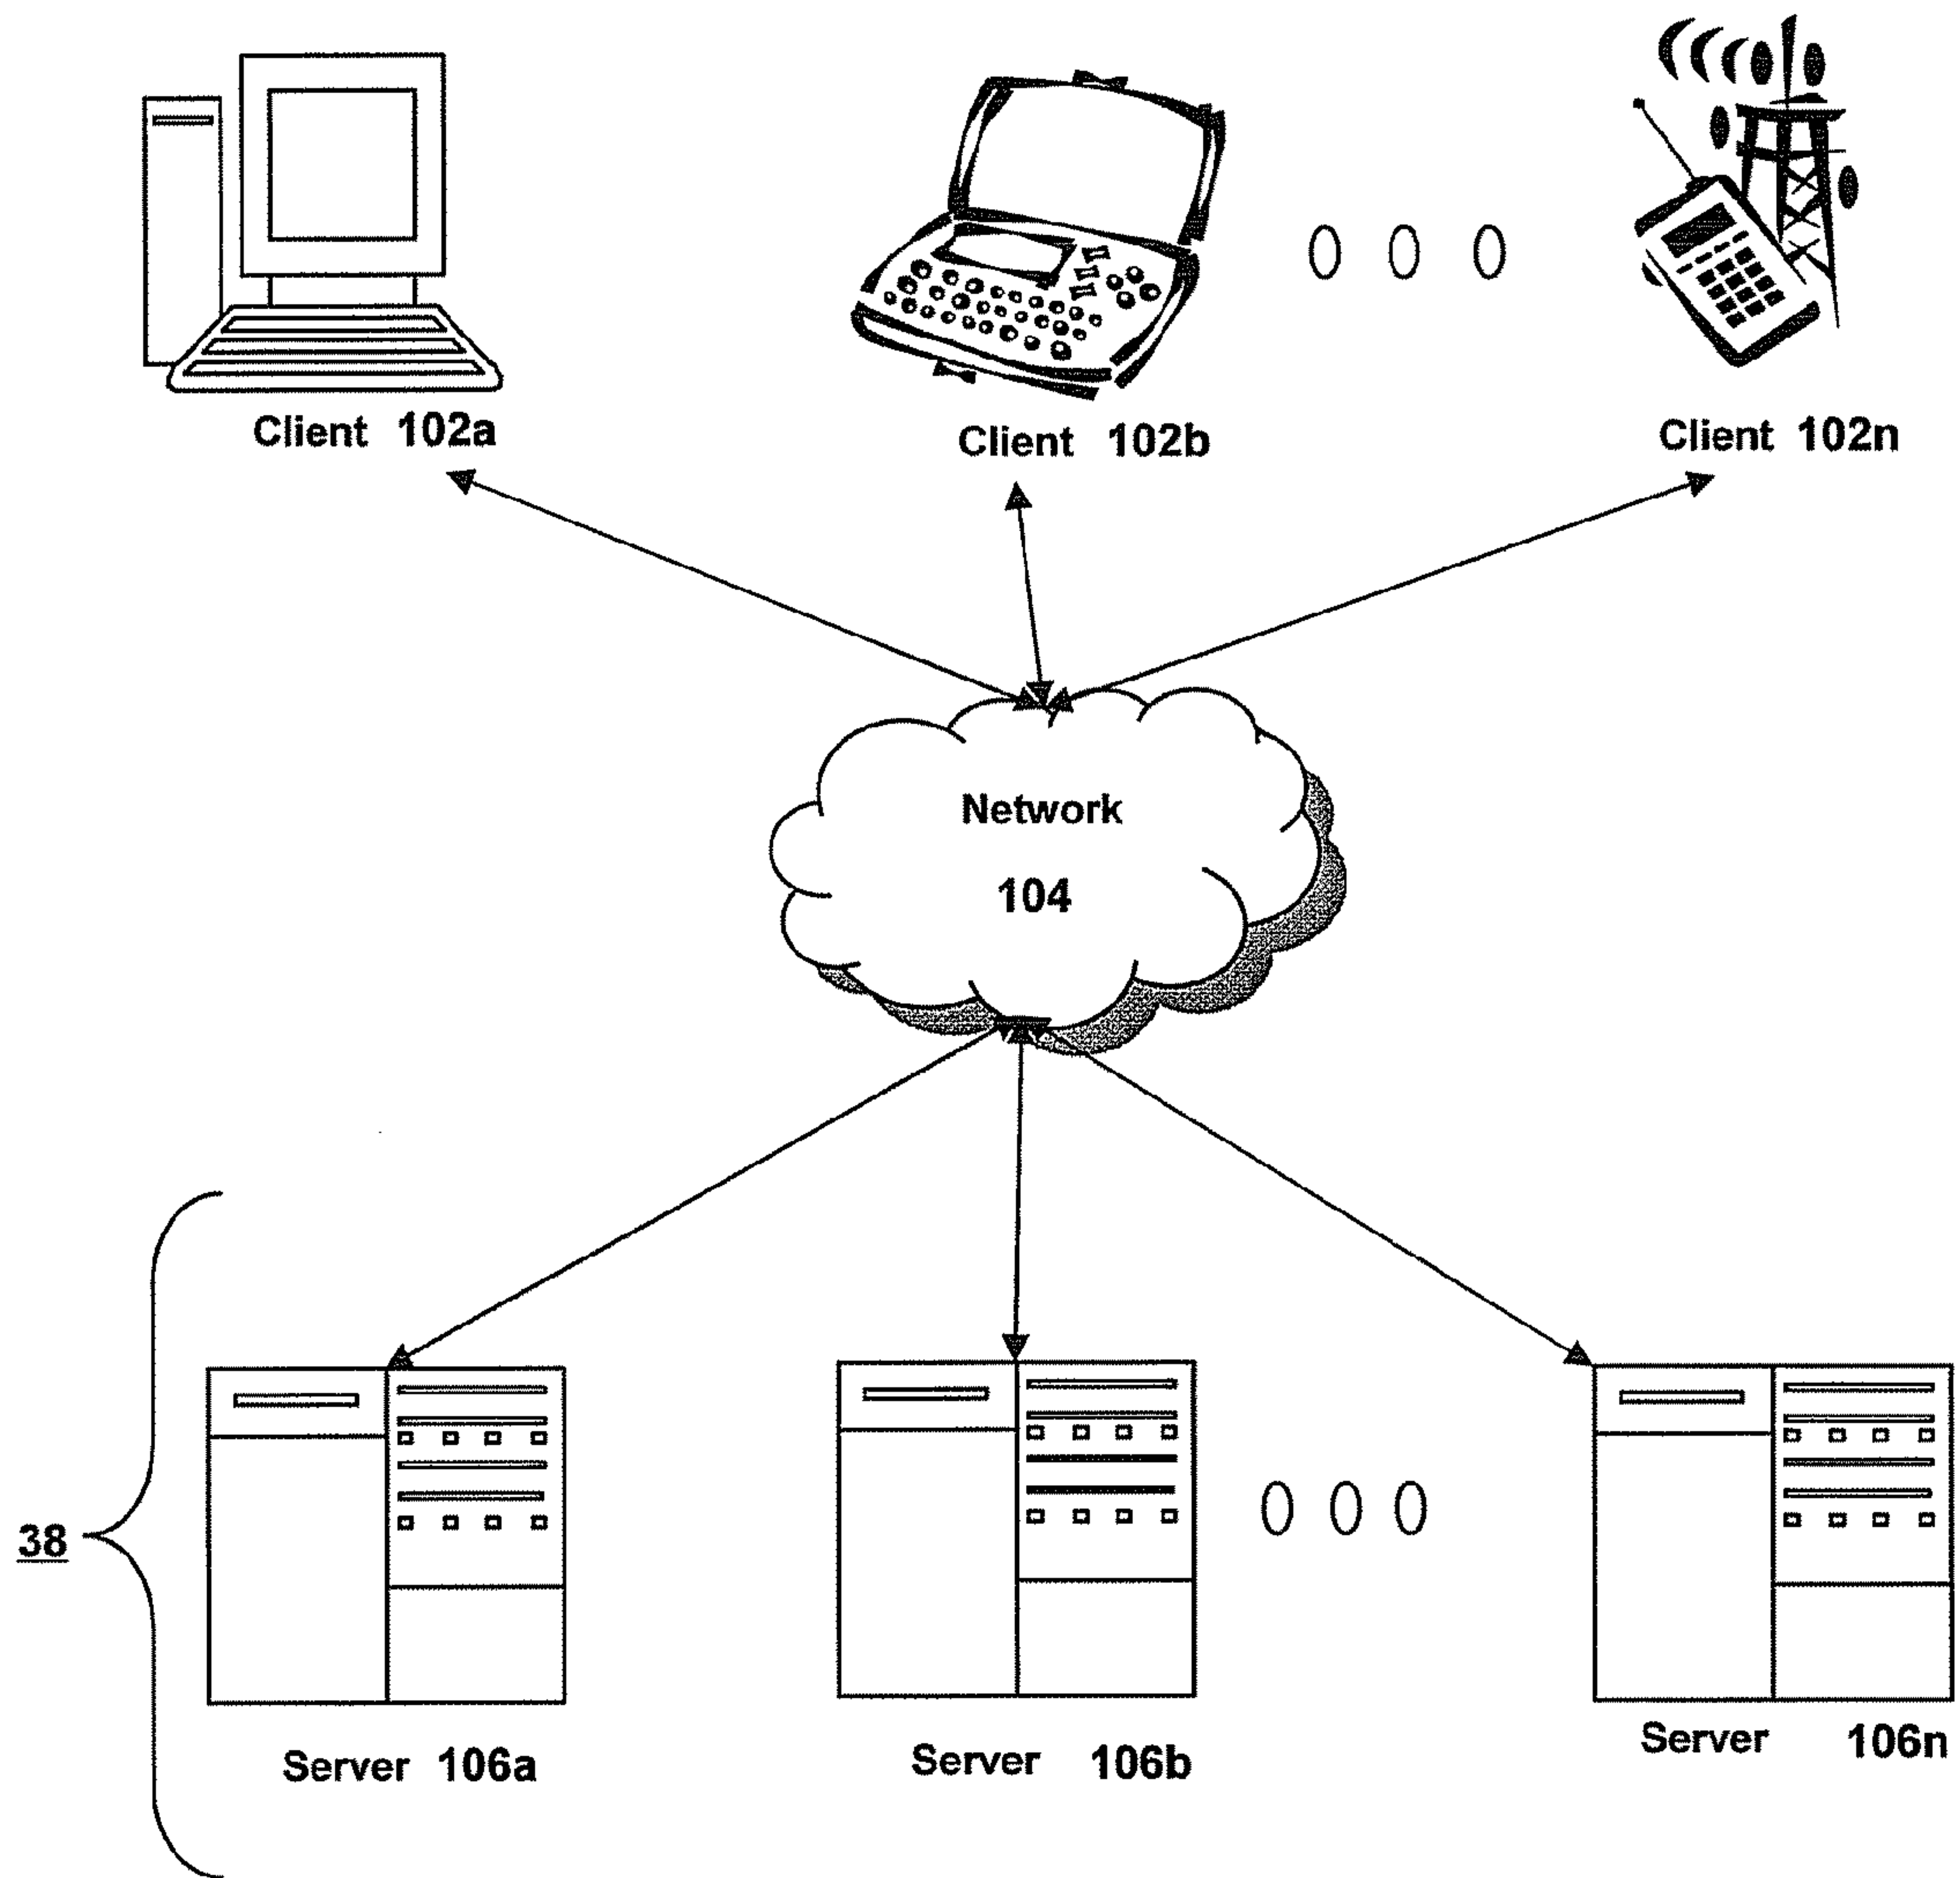 Client 102a
Client 102b
Client 102n
Network
104
38
Server 106a
Server 106b
Server 106n